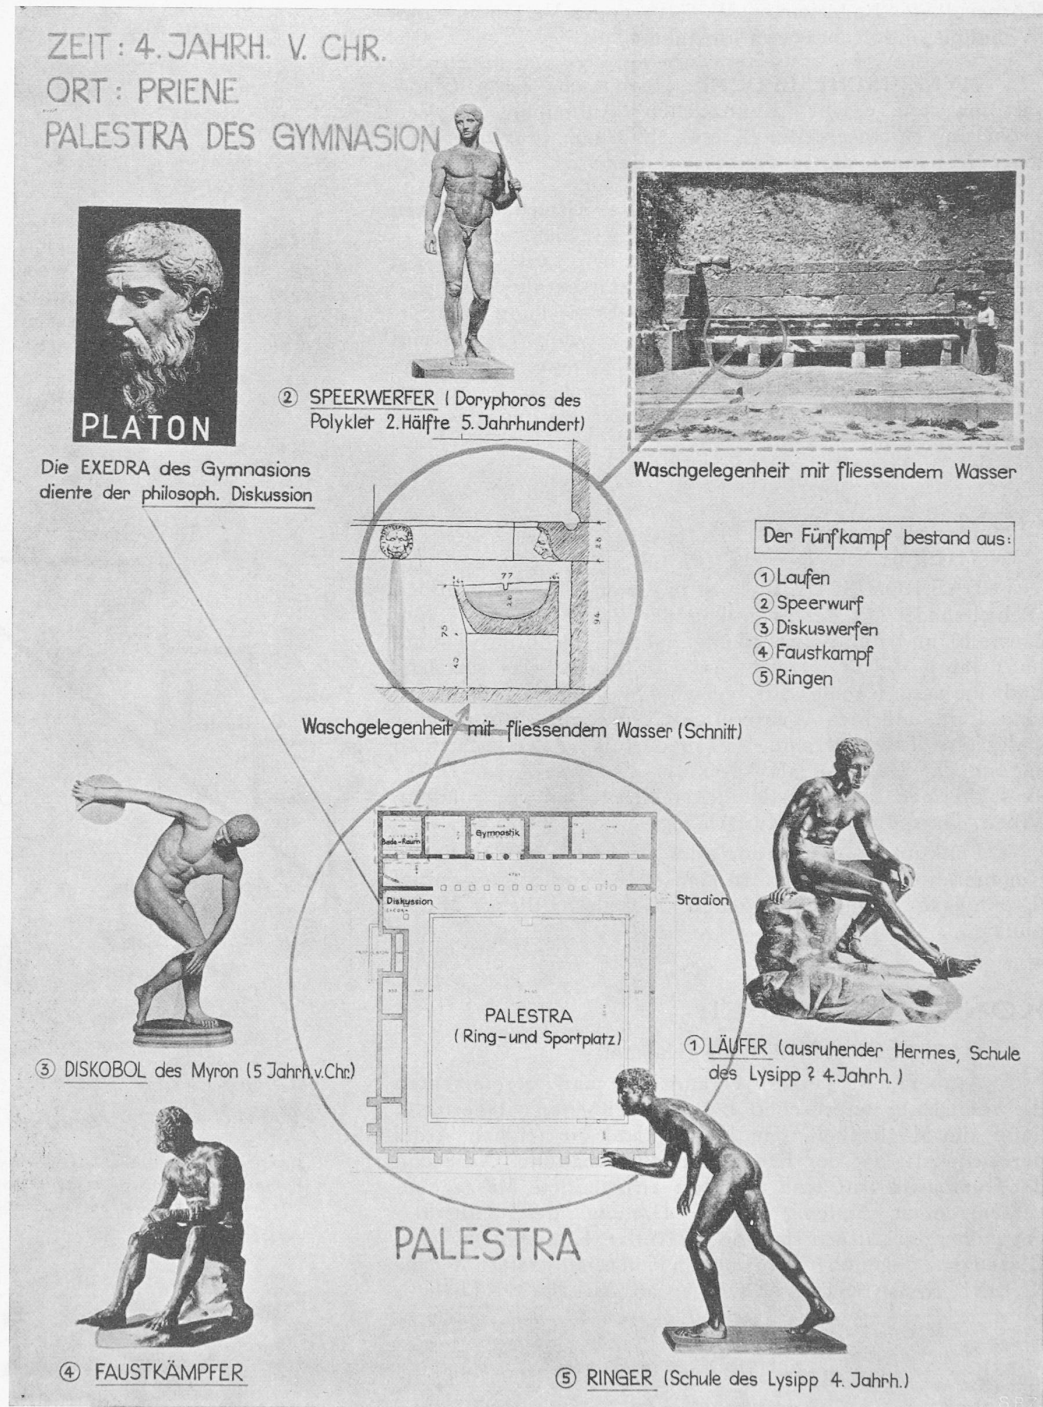 ZEIT: 4. JAHRH. V. CHR.
ORT: PRIENE
PALESTRA DES GYMNASION
PLATON
Die EXEDRA des Gymnasions
diente der philosoph. Diskussion
② SPEERWERFER (Doryphoros des
Polyklet 2. Hälfte 5. Jahrhundert)
Waschgelegenheit mit fliessendem Wasser
Der Fünfkampf bestand aus:
① Laufen
② Speerwurf
③ Diskuswerfen
④ Faustkampf
⑤ Ringen
77
94
Waschgelegenheit mit fliessendem Wasser (Schnitt)
Gymnastik
Bade-Raum
Diskussion
Stadion
PALESTRA
(Ring-und Sportplatz)
③ DISKOBOL des Myron (5 Jahrh. v. Chr.)
① LÄUFER (ausruhender Hermes, Schule
des Lysipp ? 4. Jahrh.)
PALESTRA
④ FAUSTKÄMPFER
⑤ RINGER (Schule des Lysipp 4. Jahrh.)